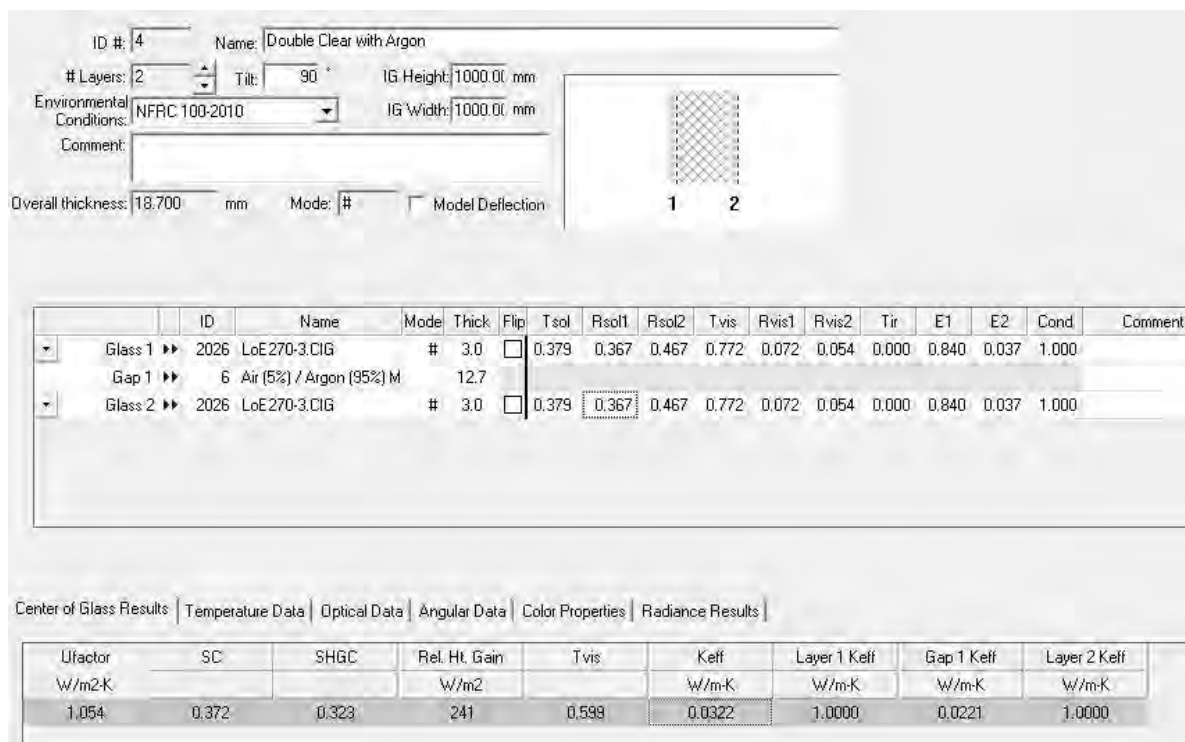 ID #: 4 Name: Double Clear with Argon
# Layers: 2 Tilt: 90 ° IG Height: 1000.00 mm
Environmental Conditions: NFRC 100-2010 IG Width: 1000.00 mm
Comment:
Overall thickness: 18.700 mm Mode: # Model Deflection
1 2
ID Name Mode Thick Flip Tsol Rsol1 Rsol2 Tvis Rvis1 Rvis2 Tir E1 E2 Cond Comment
Glass 1 2026 LoE270-3.CIG # 3.0 0.379 0.367 0.467 0.772 0.072 0.054 0.000 0.840 0.037 1.000
Gap 1 6 Air (5%) / Argon (95%) M 12.7
Glass 2 2026 LoE270-3.CIG # 3.0 0.379 0.367 0.467 0.772 0.072 0.054 0.000 0.840 0.037 1.000
Center of Glass Results Temperature Data Optical Data Angular Data Color Properties Radiance Results
Ufactor SC SHGC Rel. Ht. Gain Tvis Keff Layer 1 Keff Gap 1 Keff Layer 2 Keff
W/m2-K W/m2 W/m-K W/m-K W/m-K W/m-K
1.054 0.372 0.323 241 0.599 0.0322 1.0000 0.0221 1.0000